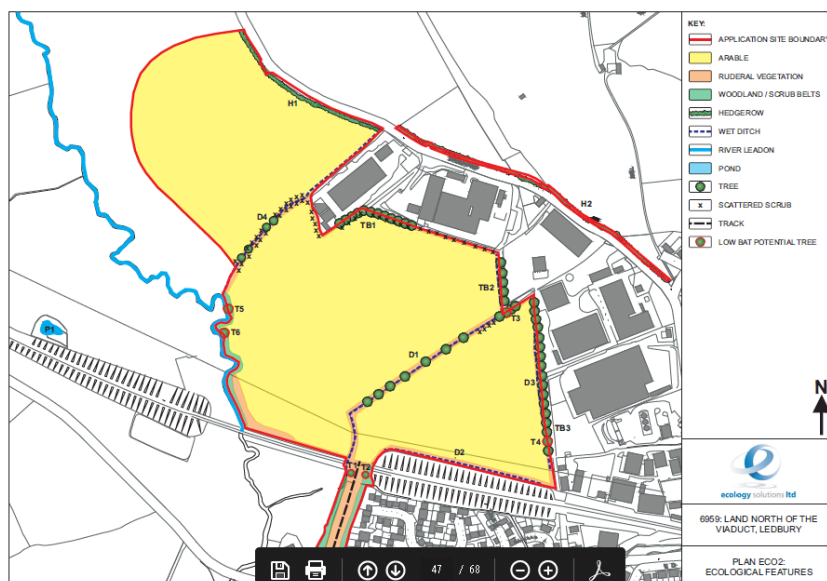 KEY:
APPLICATION SITE BOUNDARY
ARABLE
RUDERAL VEGETATION
WOODLAND / SCRUB BELTS
HEDGEROW
WET DITCH
RIVER LEADON
POND
TREE
SCATTERED SCRUB
TRACK
LOW BAT POTENTIAL TREE
H1
H2
D4
TB1
TB2
T3
T5
T6
P1
D1
D3
TB3
T4
D2
T1
T2
N
e
ecology solutions ltd
6959: LAND NORTH OF THE
VIADUCT, LEDBURY
PLAN ECO2:
ECOLOGICAL FEATURES
47 / 68